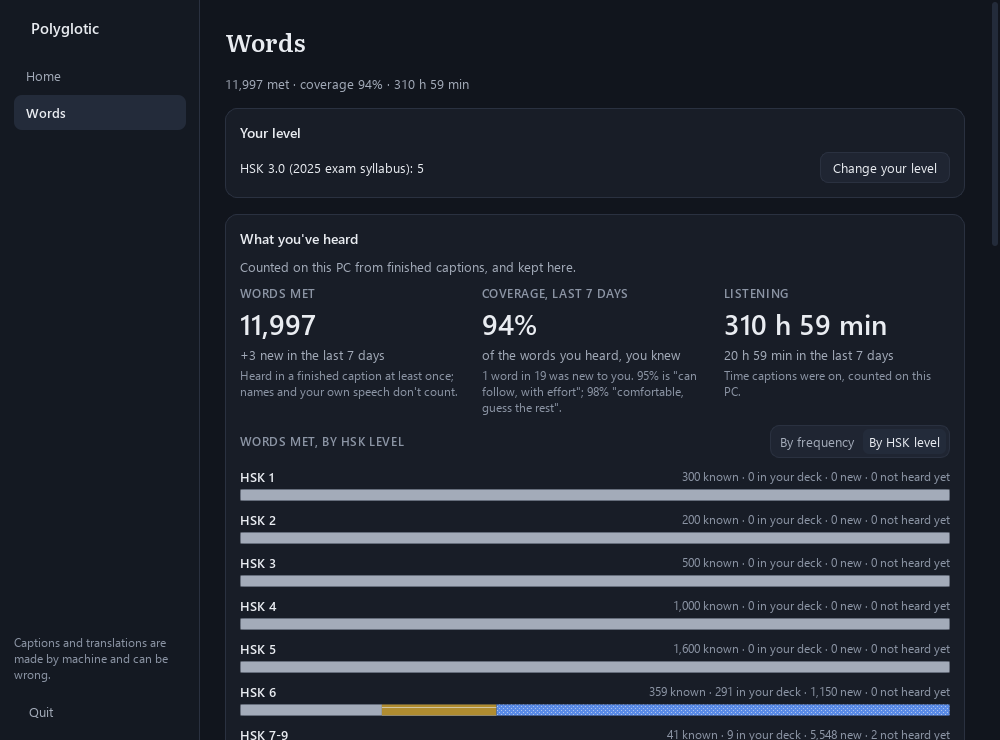 Polyglotic
Home
Words
Captions and translations are
made by machine and can be
wrong.
Quit
Words
11,997 met · coverage 94% · 310 h 59 min
Your level
HSK 3.0 (2025 exam syllabus): 5
Change your level
What you've heard
Counted on this PC from finished captions, and kept here.
WORDS MET
11,997
+3 new in the last 7 days
Heard in a finished caption at least once;
names and your own speech don't count.
COVERAGE, LAST 7 DAYS
94%
of the words you heard, you knew
1 word in 19 was new to you. 95% is "can
follow, with effort"; 98% "comfortable,
guess the rest".
LISTENING
310 h 59 min
20 h 59 min in the last 7 days
Time captions were on, counted on this
PC.
WORDS MET, BY HSK LEVEL
By frequency
By HSK level
HSK 1
300 known · 0 in your deck · 0 new · 0 not heard yet
HSK 2
200 known · 0 in your deck · 0 new · 0 not heard yet
HSK 3
500 known · 0 in your deck · 0 new · 0 not heard yet
HSK 4
1,000 known · 0 in your deck · 0 new · 0 not heard yet
HSK 5
1,600 known · 0 in your deck · 0 new · 0 not heard yet
HSK 6
359 known · 291 in your deck · 1,150 new · 0 not heard yet
HSK 7-9
41 known · 9 in your deck · 5,548 new · 2 not heard yet